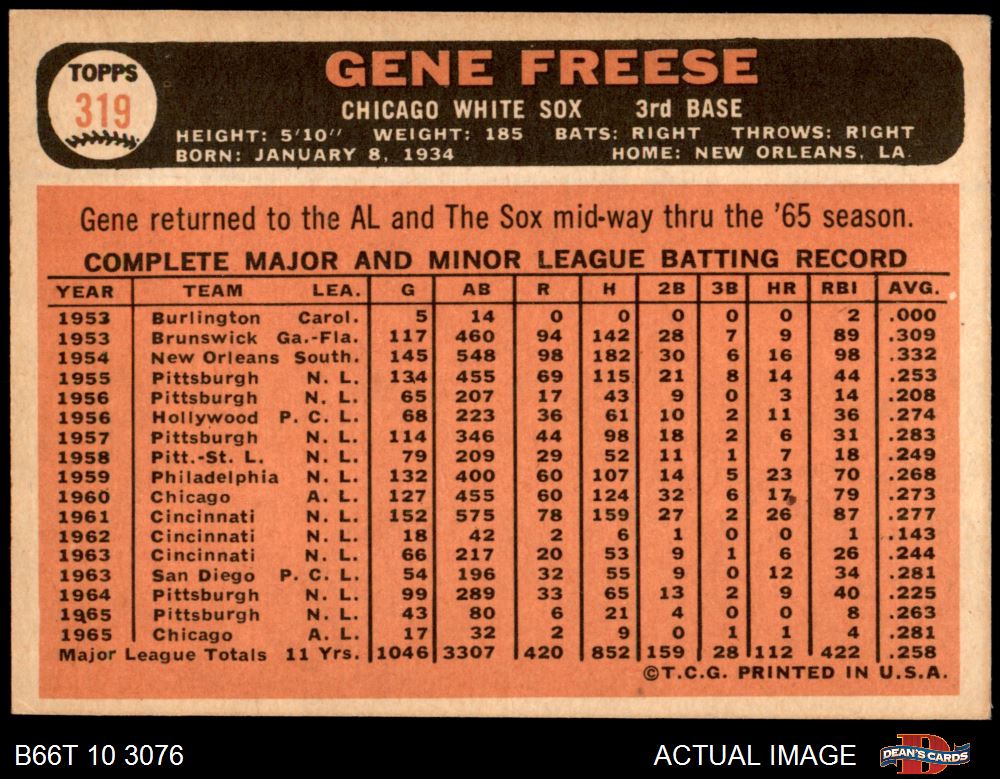 TOPPS
319
GENE FREESE
CHICAGO WHITE SOX 3rd BASE
HEIGHT: 5'10" WEIGHT: 185 BATS: RIGHT THROWS: RIGHT
BORN: JANUARY 8, 1934 HOME: NEW ORLEANS, LA.
Gene returned to the AL and The Sox mid-way thru the '65 season.
COMPLETE MAJOR AND MINOR LEAGUE BATTING RECORD
YEAR TEAM LEA. G AB R H 2B 3B HR RBI AVG.
1953 Burlington Carol. 5 14 0 0 0 0 0 2 .000
1953 Brunswick Ga.-Fla. 117 460 94 142 28 7 9 89 .309
1954 New Orleans South. 145 548 98 182 30 6 16 98 .332
1955 Pittsburgh N. L. 134 455 69 115 21 8 14 44 .253
1956 Pittsburgh N. L. 65 207 17 43 9 0 3 14 .208
1956 Hollywood P. C. L. 68 223 36 61 10 2 11 36 .274
1957 Pittsburgh N. L. 114 346 44 98 18 2 6 31 .283
1958 Pitt.-St. L. N. L. 79 209 29 52 11 1 7 18 .249
1959 Philadelphia N. L. 132 400 60 107 14 5 23 70 .268
1960 Chicago A. L. 127 455 60 124 32 6 17 79 .273
1961 Cincinnati N. L. 152 575 78 159 27 2 26 87 .277
1962 Cincinnati N. L. 18 42 2 6 1 0 0 1 .143
1963 Cincinnati N. L. 66 217 20 53 9 1 6 26 .244
1963 San Diego P. C. L. 54 196 32 55 9 0 12 34 .281
1964 Pittsburgh N. L. 99 289 33 65 13 2 9 40 .225
1965 Pittsburgh N. L. 43 80 6 21 4 0 0 8 .263
1965 Chicago A. L. 17 32 2 9 0 1 1 4 .281
Major League Totals 11 Yrs. 1046 3307 420 852 159 28 112 422 .258
©T.C.G. PRINTED IN U.S.A.
B66T 10 3076 ACTUAL IMAGE DEAN'S CARDS